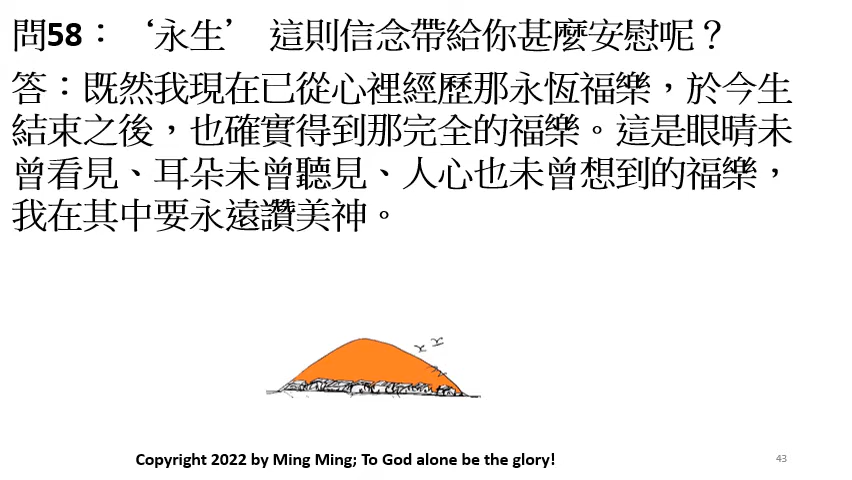 問58：‘永生’ 這則信念帶給你甚麼安慰呢？
答：既然我現在已從心裡經歷那永恆福樂，於今生
結束之後，也確實得到那完全的福樂。這是眼睛未
曾看見、耳朵未曾聽見、人心也未曾想到的福樂，
我在其中要永遠讚美神。
Copyright 2022 by Ming Ming; To God alone be the glory!
43